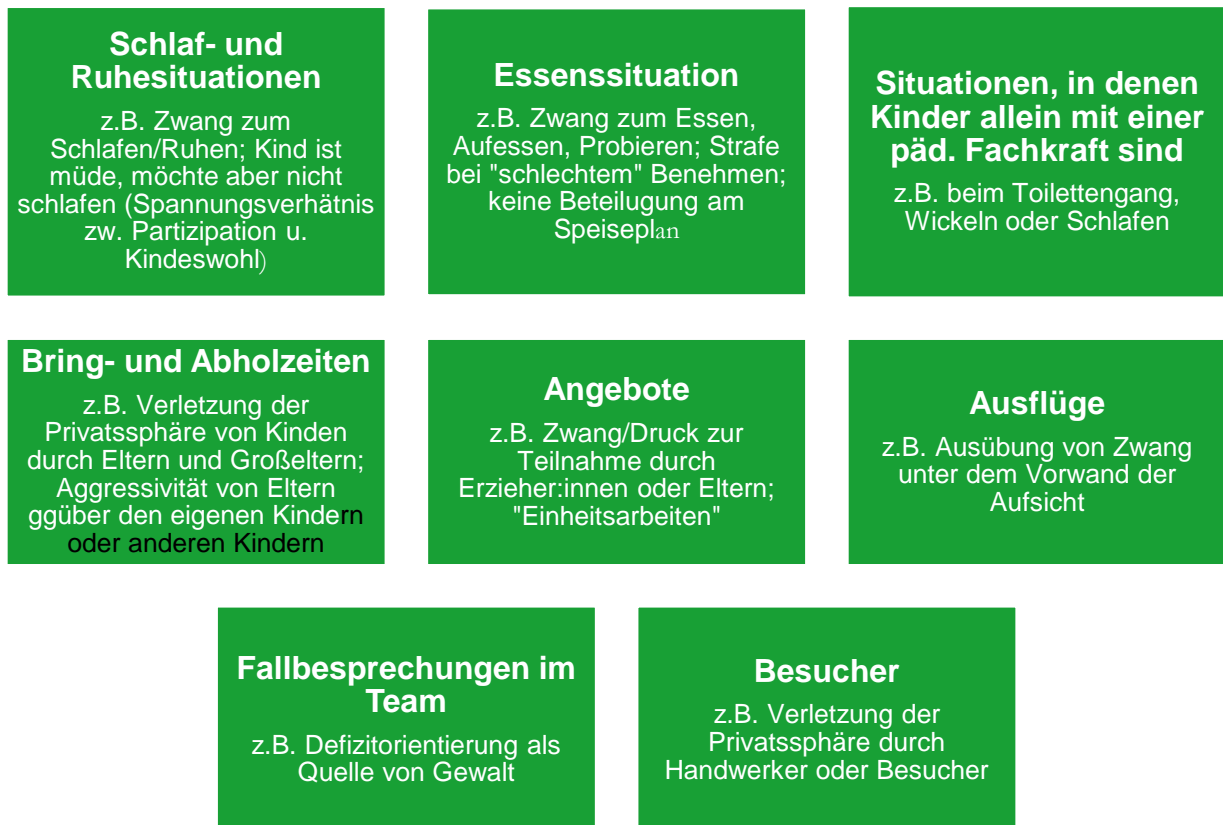 Schlaf- und
Ruhesituationen
z.B. Zwang zum
Schlafen/Ruhen; Kind ist
müde, möchte aber nicht
schlafen (Spannungsverhätnis
zw. Partizipation u.
Kindeswohl)
Essenssituation
z.B. Zwang zum Essen,
Aufessen, Probieren; Strafe
bei "schlechtem" Benehmen;
keine Beteilugung am
Speiseplan
Situationen, in denen
Kinder allein mit einer
päd. Fachkraft sind
z.B. beim Toilettengang,
Wickeln oder Schlafen
Bring- und Abholzeiten
z.B. Verletzung der
Privatssphäre von Kinden
durch Eltern und Großeltern;
Aggressivität von Eltern
ggüber den eigenen Kindern
oder anderen Kindern
Angebote
z.B. Zwang/Druck zur
Teilnahme durch
Erzieher:innen oder Eltern;
"Einheitsarbeiten"
Ausflüge
z.B. Ausübung von Zwang
unter dem Vorwand der
Aufsicht
Fallbesprechungen im
Team
z.B. Defizitorientierung als
Quelle von Gewalt
Besucher
z.B. Verletzung der
Privatssphäre durch
Handwerker oder Besucher